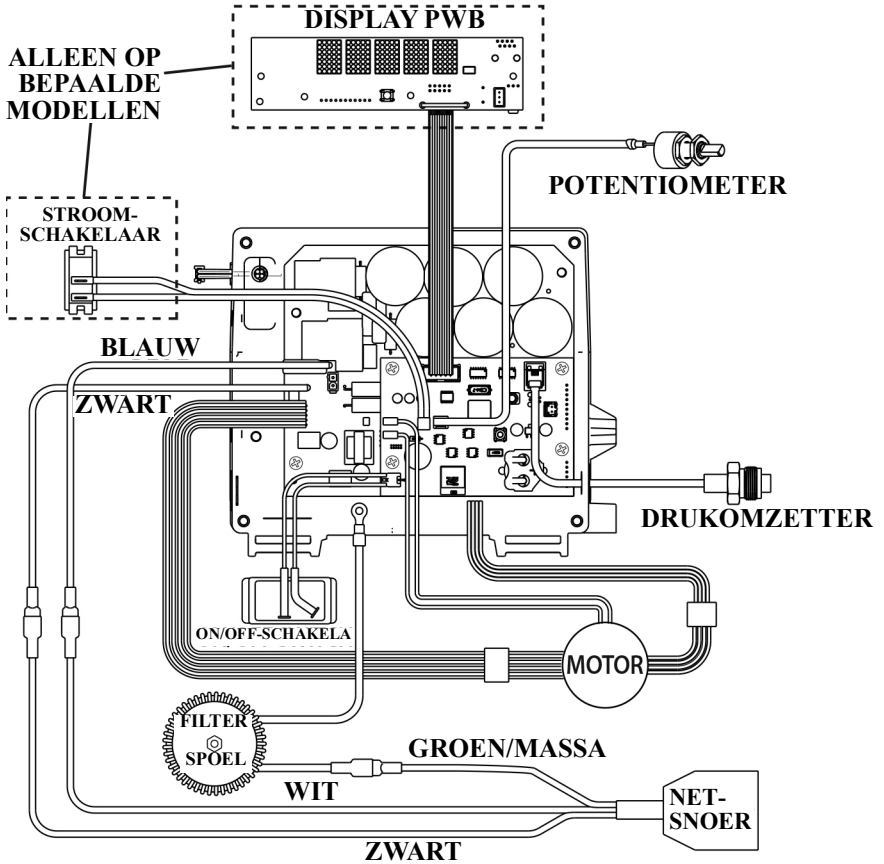 DISPLAY PWB
ALLEEN OP
BEPAALDE
MODELLEN
POTENTIOMETER
STROOM-
SCHAKELAAR
BLAUW
ZWART
DRUKOMZETTER
ON/OFF-SCHAKELA
MOTOR
FILTER
SPOEL
GROEN/MASSA
WIT
NET-
SNOER
ZWART